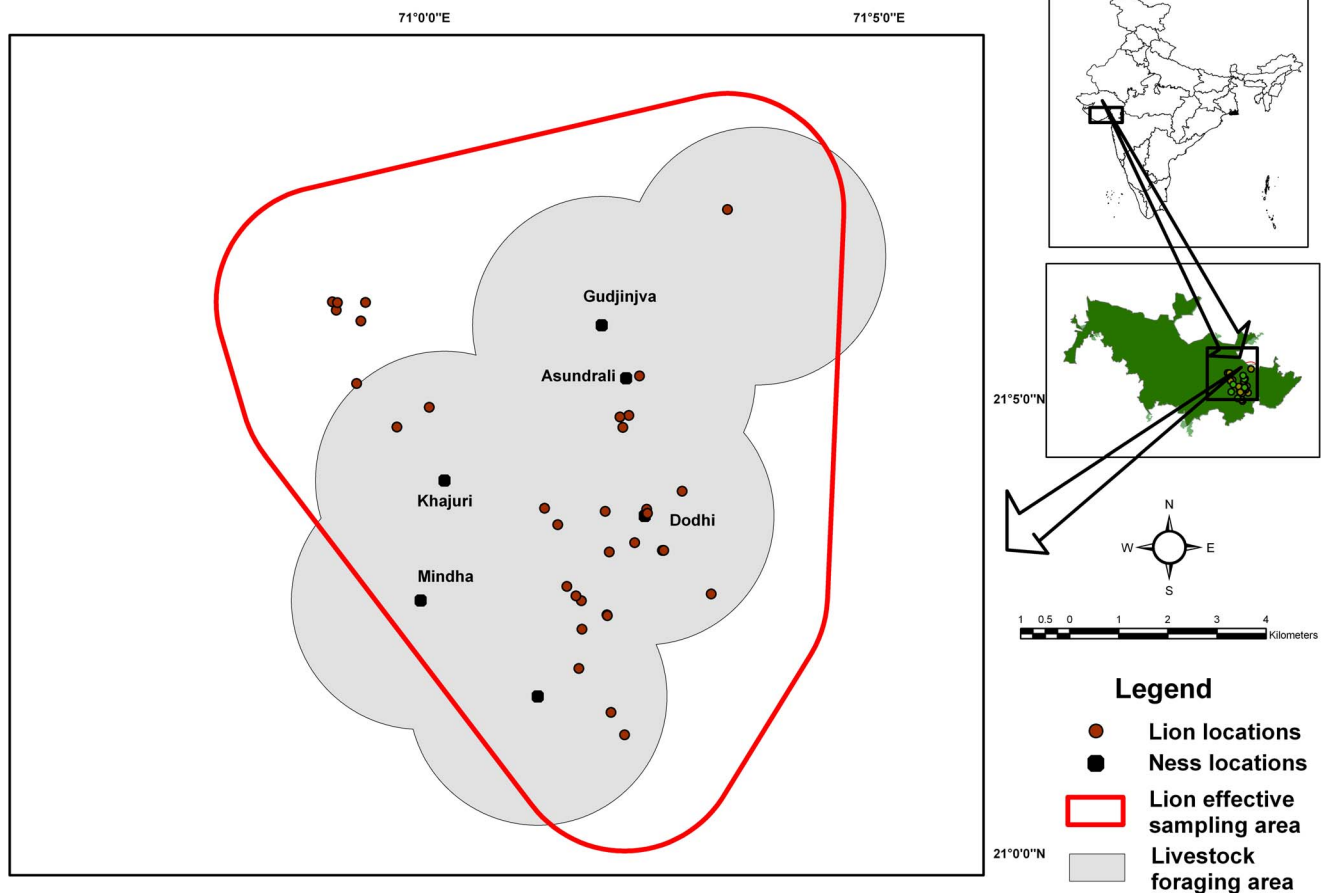 71°0'0"E
71°5'0"E
Gudjinjva
Asundrali
21°5'0"N
Khajuri
Dodhi
Mindha
N
W
E
S
1 0.5 0 1 2 3 4
Kilometers
Legend
Lion locations
Ness locations
Lion effective
sampling area
21°0'0"N
Livestock
foraging area